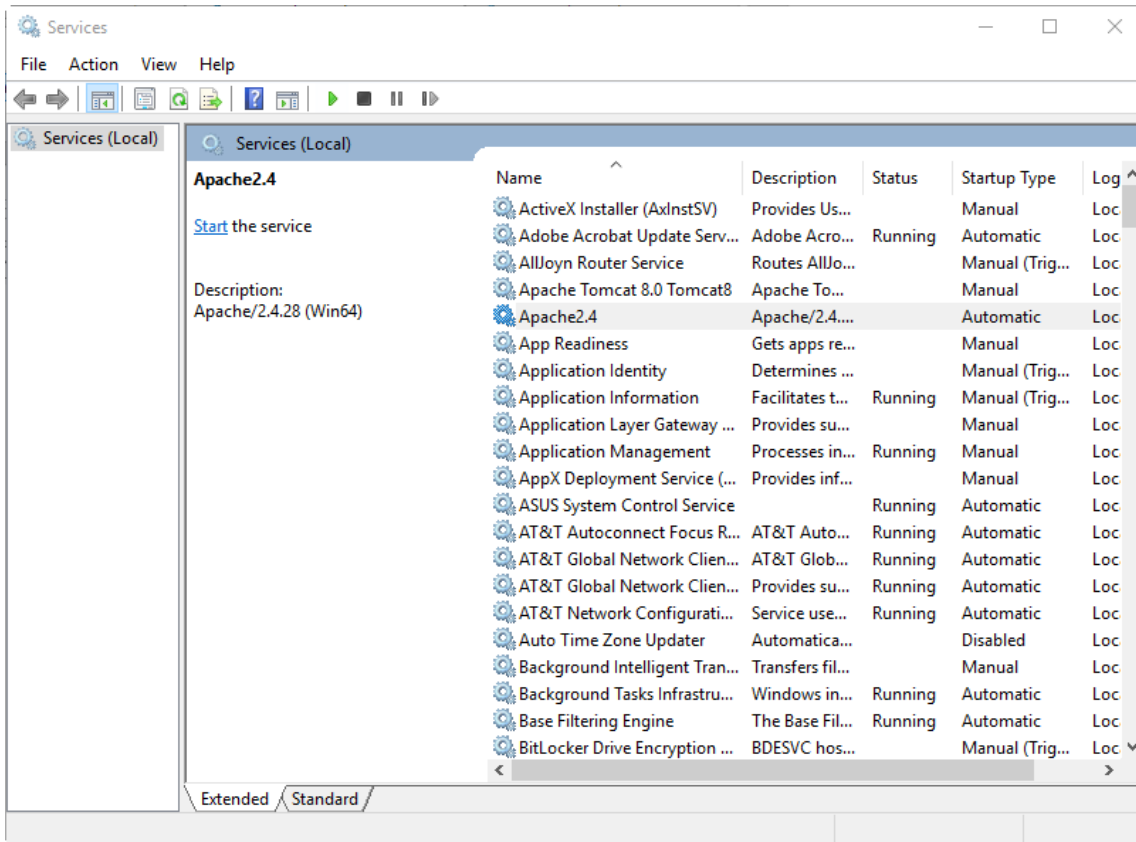 Services
File Action View Help
Services (Local)
Services (Local)
Apache2.4
Start the service
Description:
Apache/2.4.28 (Win64)
Name Description Status Startup Type Log
ActiveX Installer (AxInstSV) Provides Us... Manual Loc
Adobe Acrobat Update Serv... Adobe Acro... Running Automatic Loc
AllJoyn Router Service Routes AllJo... Manual (Trig... Loc
Apache Tomcat 8.0 Tomcat8 Apache To... Manual Loc
Apache2.4 Apache/2.4.... Automatic Loc
App Readiness Gets apps re... Manual Loc
Application Identity Determines ... Manual (Trig... Loc
Application Information Facilitates t... Running Manual (Trig... Loc
Application Layer Gateway ... Provides su... Manual Loc
Application Management Processes in... Running Manual Loc
AppX Deployment Service (... Provides inf... Manual Loc
ASUS System Control Service Running Automatic Loc
AT&T Autoconnect Focus R... AT&T Auto... Running Automatic Loc
AT&T Global Network Clien... AT&T Glob... Running Automatic Loc
AT&T Global Network Clien... Provides su... Running Automatic Loc
AT&T Network Configurati... Service use... Running Automatic Loc
Auto Time Zone Updater Automatica... Disabled Loc
Background Intelligent Tran... Transfers fil... Manual Loc
Background Tasks Infrastru... Windows in... Running Automatic Loc
Base Filtering Engine The Base Fil... Running Automatic Loc
BitLocker Drive Encryption ... BDESVC hos... Manual (Trig... Loc
Extended Standard